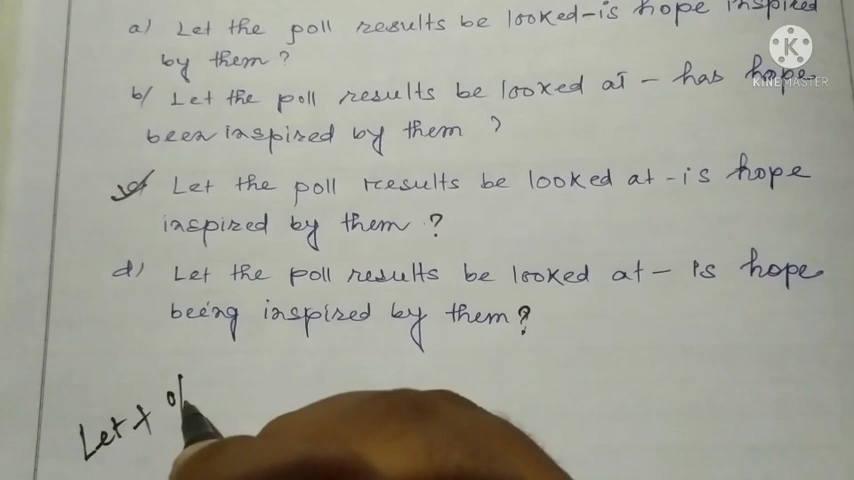 a) Let the poll results be looked-is hope inspired
by them?
b) Let the poll results be looked at - has hope
been inspired by them ?
c) Let the poll results be looked at -is hope
inspired by them ?
d) Let the poll results be looked at - is hope
being inspired by them?
Let +
KINEMASTER